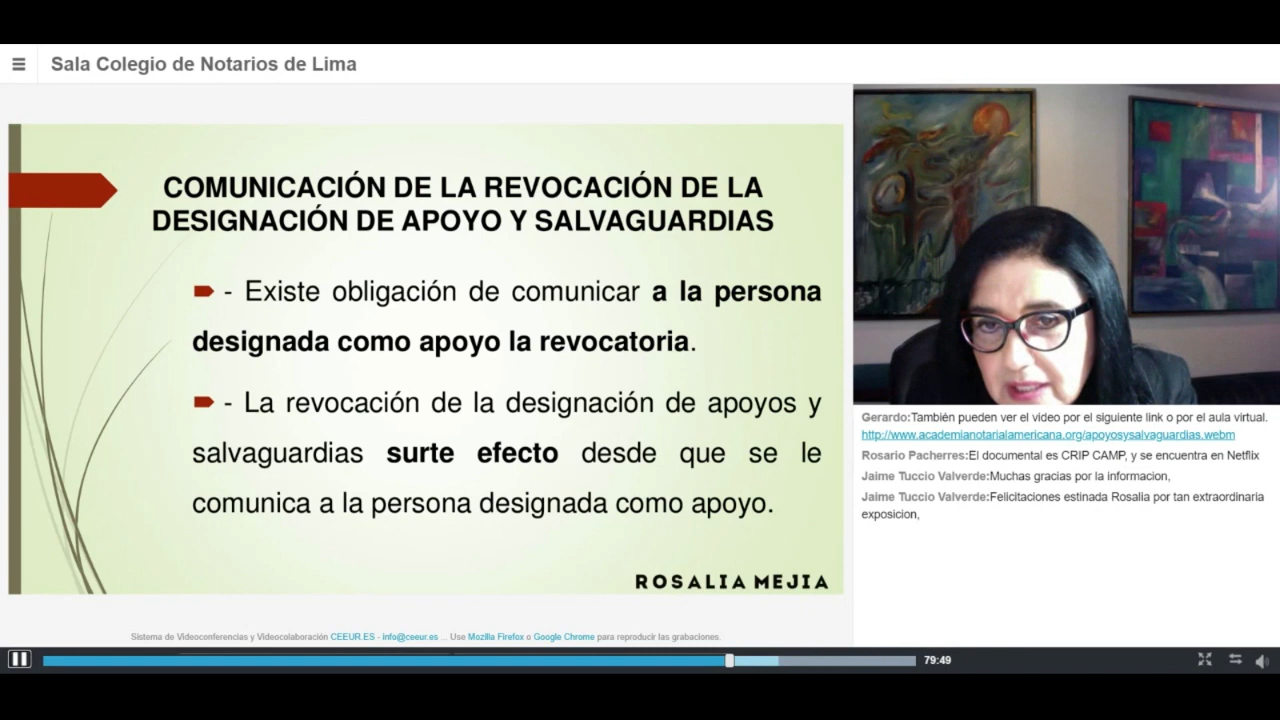 Sala Colegio de Notarios de Lima
COMUNICACIÓN DE LA REVOCACIÓN DE LA
DESIGNACIÓN DE APOYO Y SALVAGUARDIAS
- Existe obligación de comunicar a la persona
designada como apoyo la revocatoria.
- La revocación de la designación de apoyos y
salvaguardias surte efecto desde que se le
comunica a la persona designada como apoyo.
ROSALIA MEJIA
Gerardo:También pueden ver el video por el siguiente link o por el aula virtual.
http://www.academianotarialamericana.org/apoyosysalvaguardias.webm
Rosario Pacherres:El documental es CRIP CAMP, y se encuentra en Netflix
Jaime Tuccio Valverde:Muchas gracias por la informacion,
Jaime Tuccio Valverde:Felicitaciones estinada Rosalia por tan extraordinaria
exposicion,
Sistema de Videoconferencias y Videocolaboración CEEUR.ES - info@ceeur.es ... Use Mozilla Firefox o Google Chrome para reproducir las grabaciones.
79:49